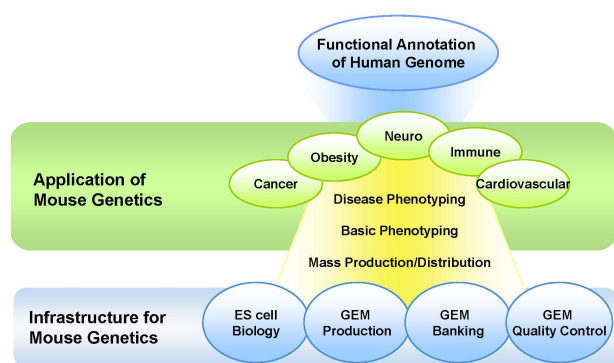 Functional Annotation
of Human Genome
Neuro
Obesity
Immune
Cancer
Cardiovascular
Application of
Mouse Genetics
Disease Phenotyping
Basic Phenotyping
Mass Production/Distribution
Infrastructure for
Mouse Genetics
ES cell
Biology
GEM
Production
GEM
Banking
GEM
Quality Control